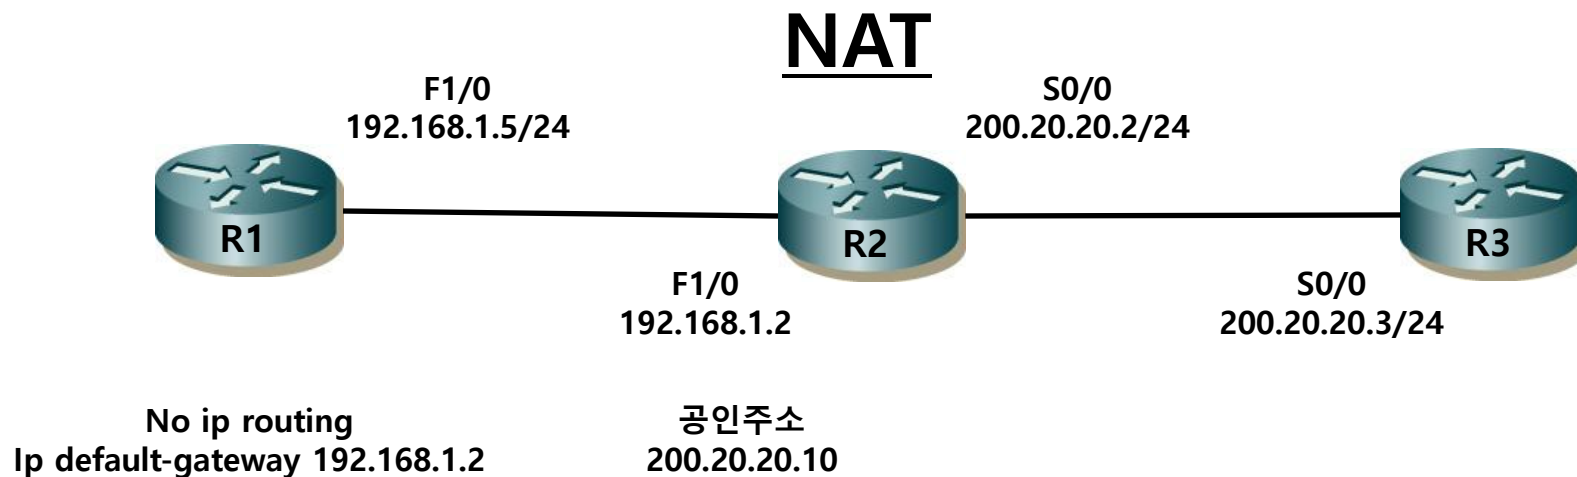 NAT
F1/0
192.168.1.5/24
S0/0
200.20.20.2/24
R1
R2
R3
F1/0
192.168.1.2
S0/0
200.20.20.3/24
No ip routing
Ip default-gateway 192.168.1.2
공인주소
200.20.20.10